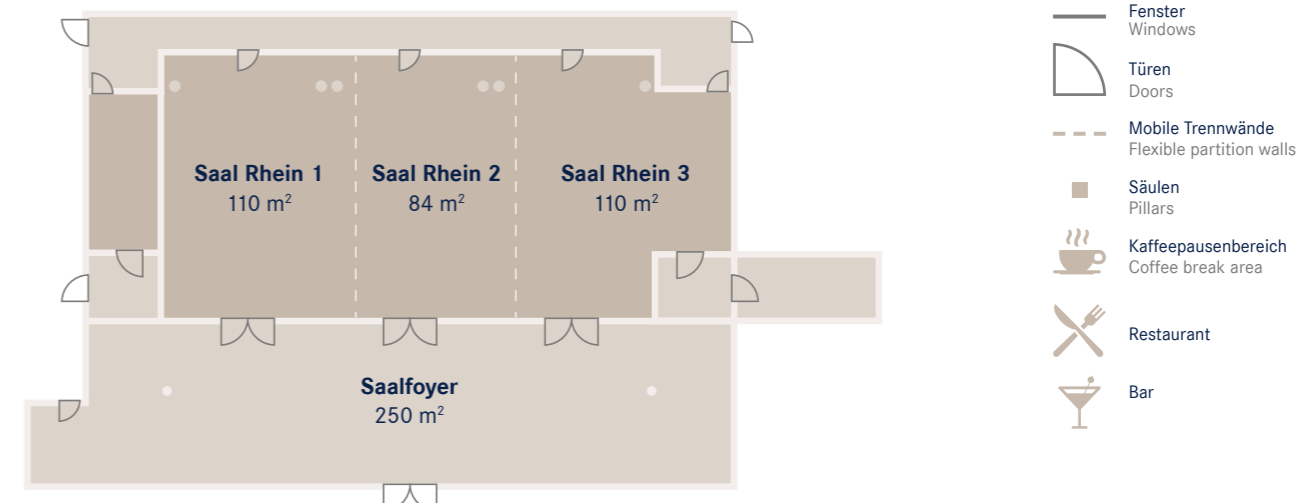 Saal Rhein 1
110 m²
Saal Rhein 2
84 m²
Saal Rhein 3
110 m²
Saalfoyer
250 m²
Fenster
Windows
Türen
Doors
Mobile Trennwände
Flexible partition walls
Säulen
Pillars
Kaffeepausenbereich
Coffee break area
Restaurant
Bar